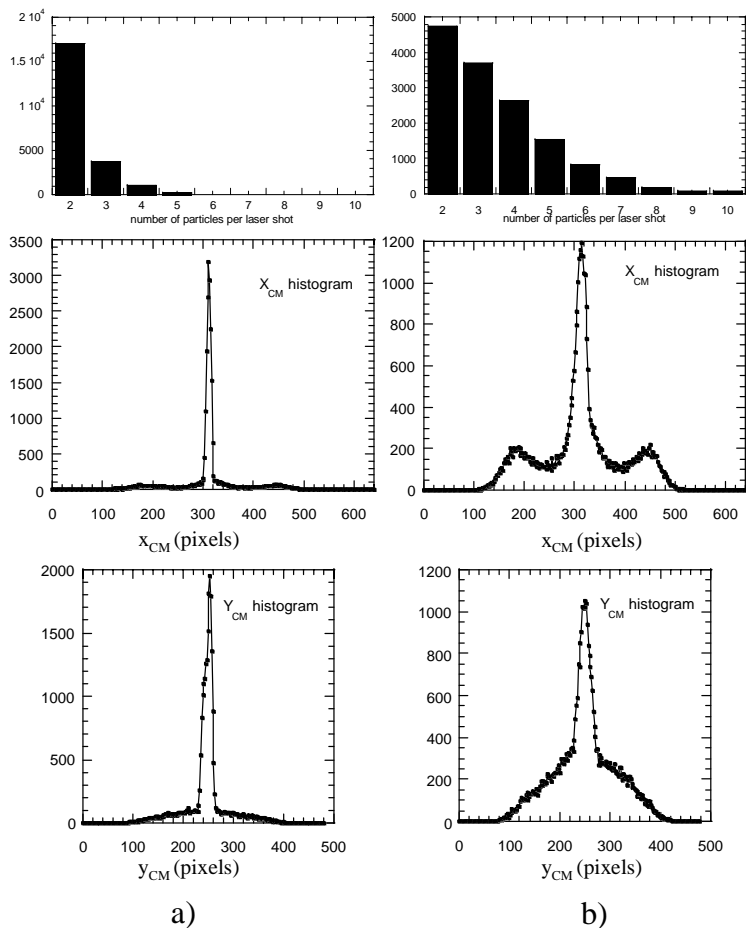 2 10⁴
1.5 10⁴
10⁴
5000
0
2 3 4 5 6 7 8 9 10
number of particles per laser shot
5000
4000
3000
2000
1000
0
2 3 4 5 6 7 8 9 10
number of particles per laser shot
3500
3000
2500
2000
1500
1000
500
0
X_CM histogram
0 100 200 300 400 500 600
x_CM (pixels)
1200
1000
800
600
400
200
0
X_CM histogram
0 100 200 300 400 500 600
x_CM (pixels)
2000
1500
1000
500
0
Y_CM histogram
0 100 200 300 400 500
y_CM (pixels)
1200
1000
800
600
400
200
0
Y_CM histogram
0 100 200 300 400 500
y_CM (pixels)
a)
b)